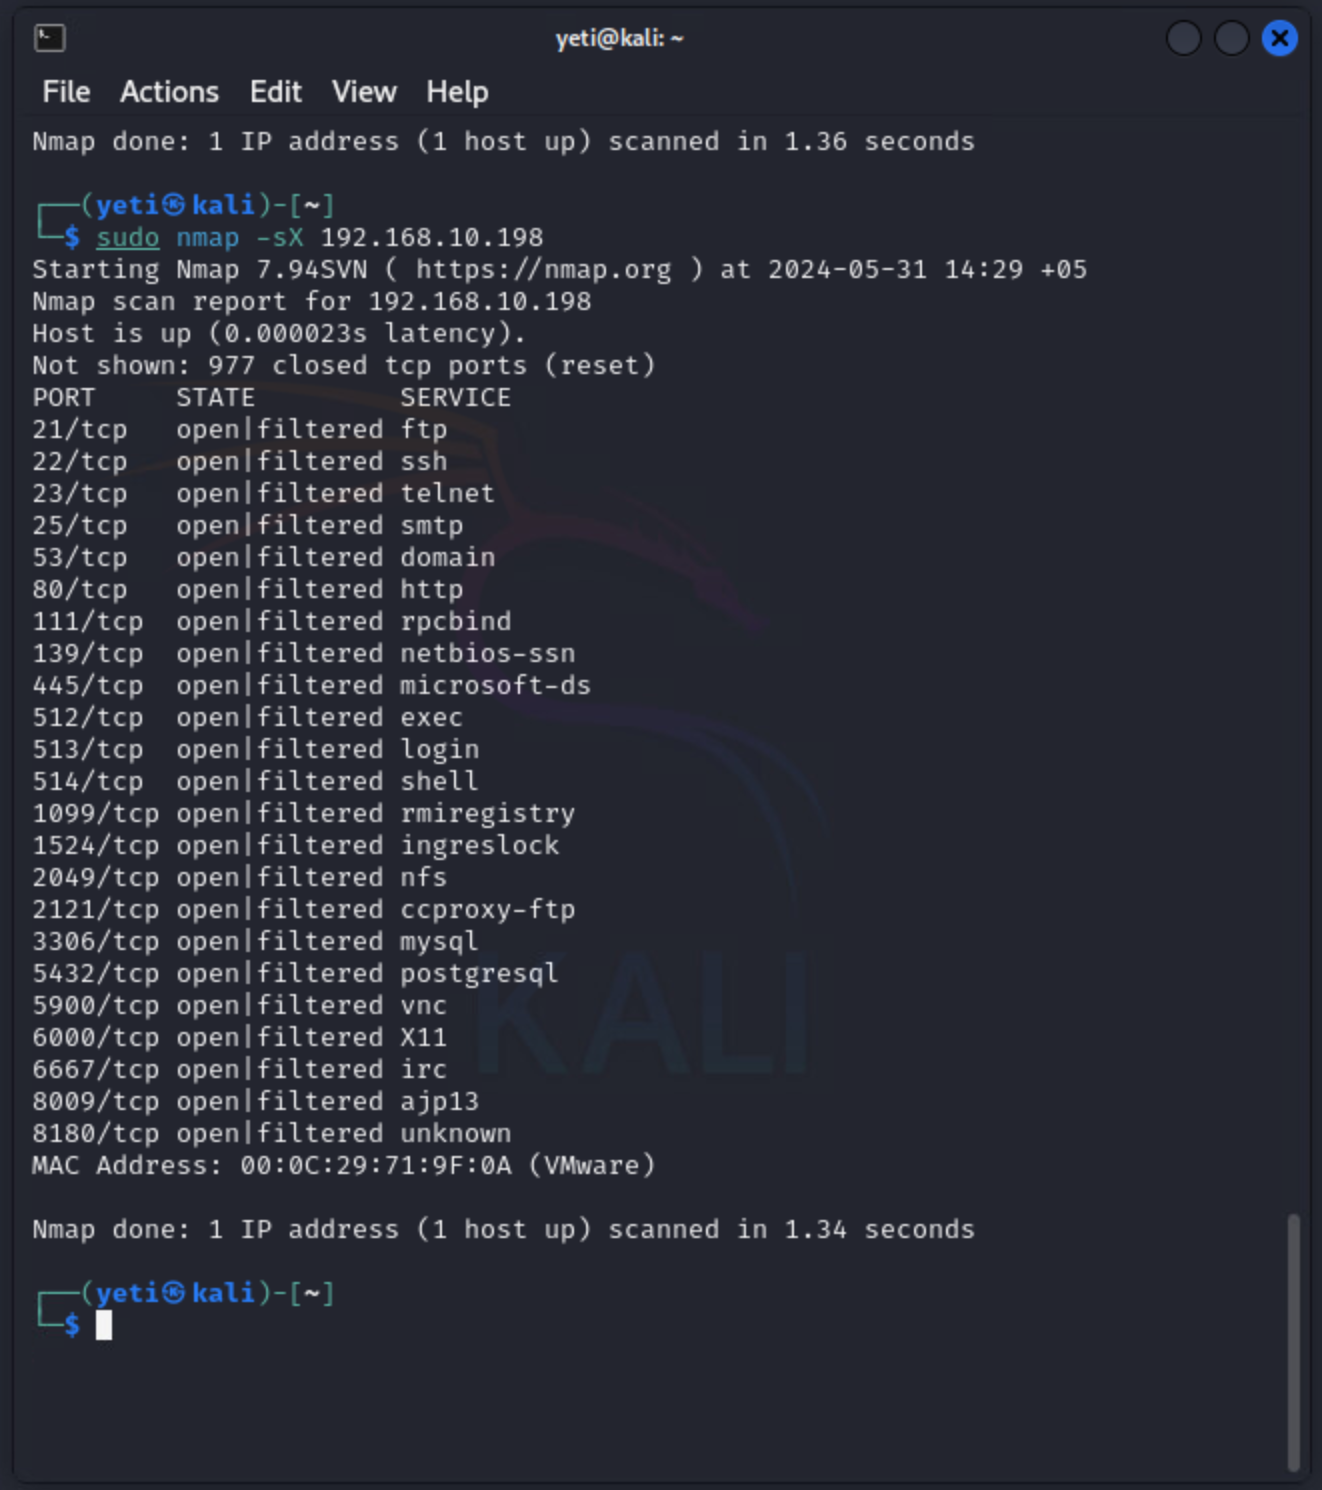 yeti@kali: ~
File Actions Edit View Help
Nmap done: 1 IP address (1 host up) scanned in 1.36 seconds
┌──(yeti㉿kali)-[~]
└─$ sudo nmap -sX 192.168.10.198
Starting Nmap 7.94SVN ( https://nmap.org ) at 2024-05-31 14:29 +05
Nmap scan report for 192.168.10.198
Host is up (0.000023s latency).
Not shown: 977 closed tcp ports (reset)
PORT     STATE         SERVICE
21/tcp   open|filtered ftp
22/tcp   open|filtered ssh
23/tcp   open|filtered telnet
25/tcp   open|filtered smtp
53/tcp   open|filtered domain
80/tcp   open|filtered http
111/tcp  open|filtered rpcbind
139/tcp  open|filtered netbios-ssn
445/tcp  open|filtered microsoft-ds
512/tcp  open|filtered exec
513/tcp  open|filtered login
514/tcp  open|filtered shell
1099/tcp open|filtered rmiregistry
1524/tcp open|filtered ingreslock
2049/tcp open|filtered nfs
2121/tcp open|filtered ccproxy-ftp
3306/tcp open|filtered mysql
5432/tcp open|filtered postgresql
5900/tcp open|filtered vnc
6000/tcp open|filtered X11
6667/tcp open|filtered irc
8009/tcp open|filtered ajp13
8180/tcp open|filtered unknown
MAC Address: 00:0C:29:71:9F:0A (VMware)
Nmap done: 1 IP address (1 host up) scanned in 1.34 seconds
┌──(yeti㉿kali)-[~]
└─$
KALI